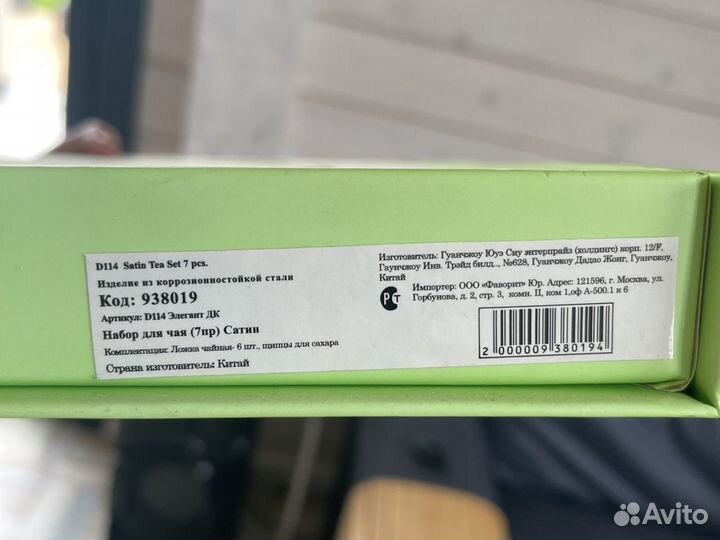 D114 Satin Tea Set 7 pcs.
Изделие из коррозионностойкой стали
Код: 938019
Артикул: D114 Элегант ДК
Набор для чая (7пр) Сатин
Комплектация: Ложка чайная- 6 шт., щипцы для сахара
Страна изготовитель: Китай
Изготовитель: Гуанчжоу Юуэ Сиу энтерпрайз (холдингс) корп. 12/F,
Гуанчжоу Инв. Трэйд билд.., №628, Гуанчжоу Дадао Жонг, Гуанчжоу,
Китай
РТ
Импортер: ООО «Фаворит» Юр. Адрес: 121596, г. Москва, ул.
Горбунова, д. 2, стр. 3, комн. II, ком 1,оф А-500.1 к 6
2 000009 380194
Avito